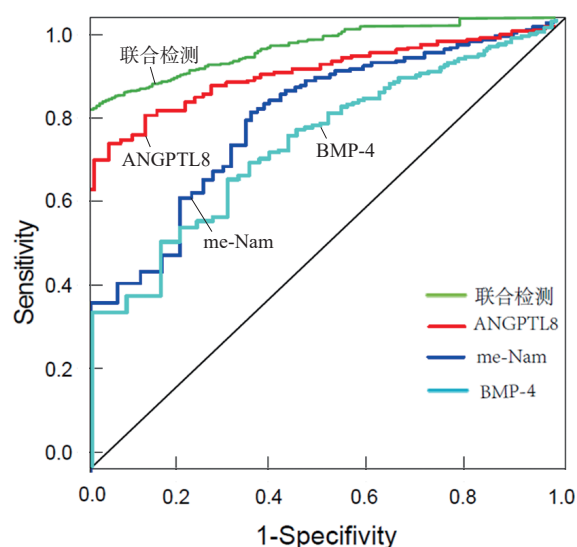 1.0
0.8
0.6
0.4
0.2
0.0
Sensitivity
联合检测
ANGPTL8
BMP-4
me-Nam
联合检测
ANGPTL8
me-Nam
BMP-4
0.0 0.2 0.4 0.6 0.8 1.0
1-Specifivity